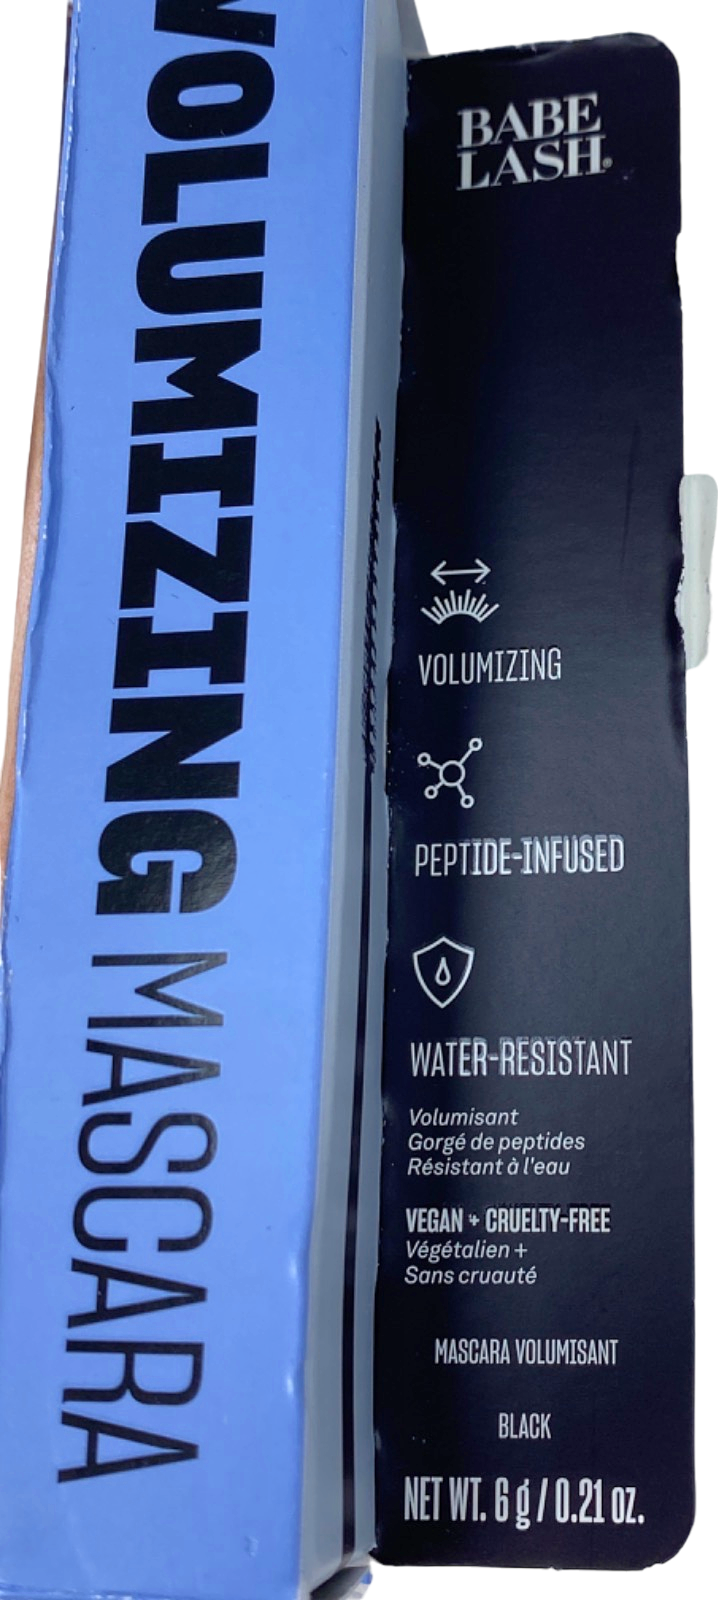 VOLUMIZING MASCARA
BABE
LASH®
VOLUMIZING
PEPTIDE-INFUSED
WATER-RESISTANT
Volumisant
Gorgé de peptides
Résistant à l'eau
VEGAN + CRUELTY-FREE
Végétalien +
Sans cruauté
MASCARA VOLUMISANT
BLACK
NET WT. 6 g / 0.21 oz.